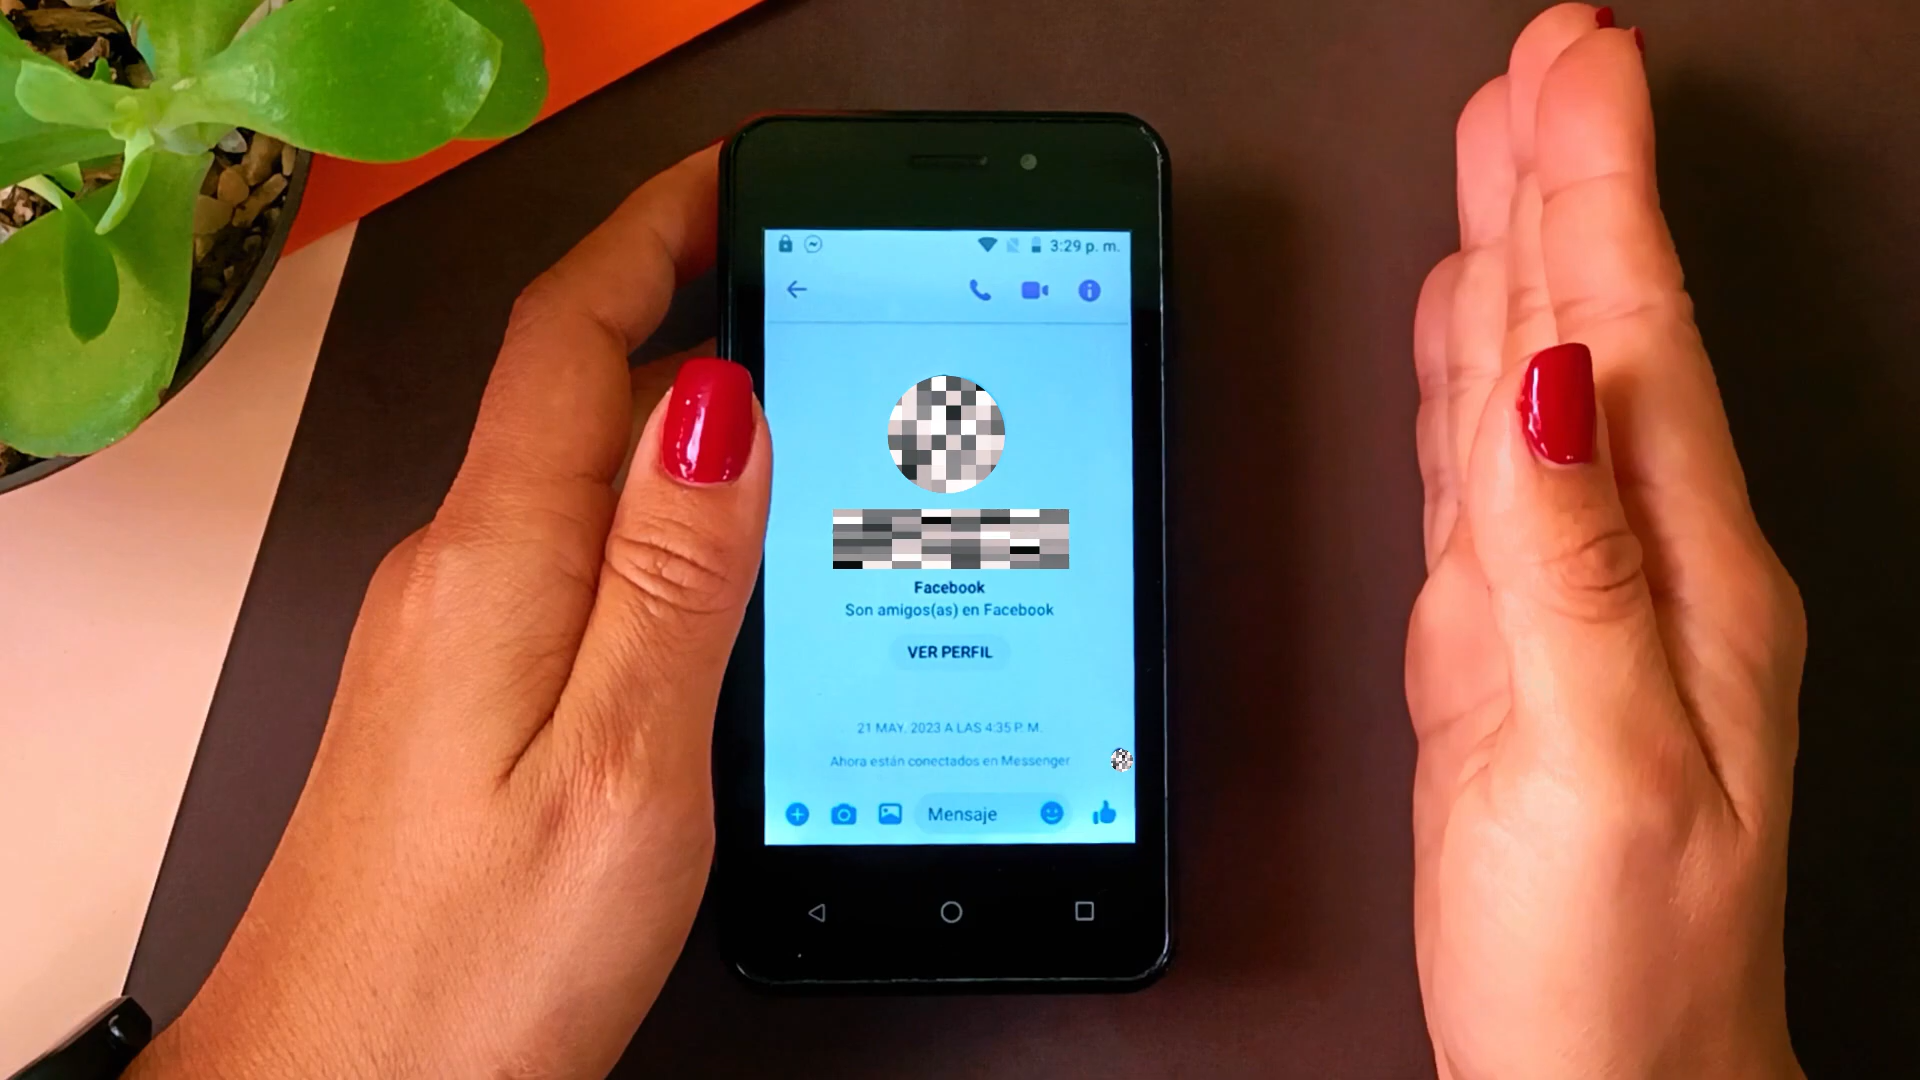 3:29 p. m.
Facebook
Son amigos(as) en Facebook
VER PERFIL
21 MAY. 2023 A LAS 4:35 P. M.
Ahora están conectados en Messenger
Mensaje